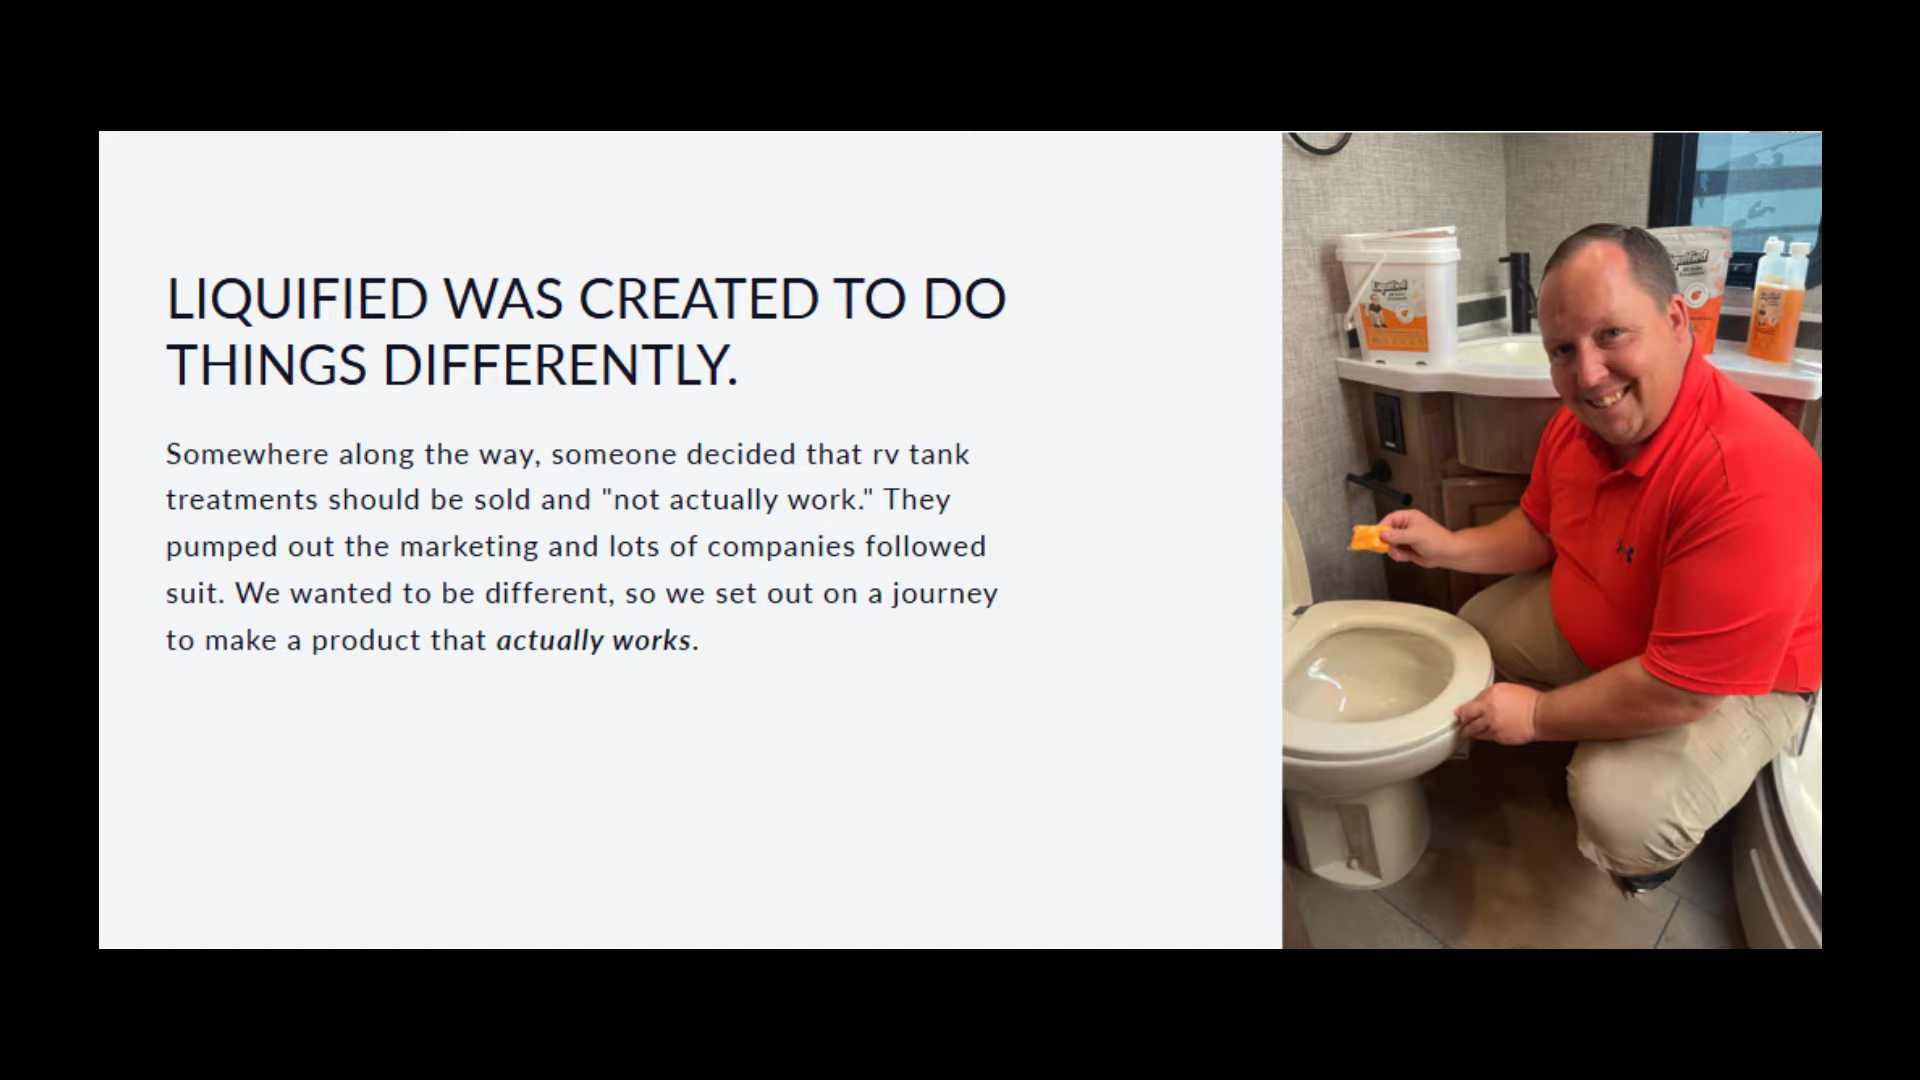 LIQUIFIED WAS CREATED TO DO
THINGS DIFFERENTLY.
Somewhere along the way, someone decided that rv tank
treatments should be sold and "not actually work." They
pumped out the marketing and lots of companies followed
suit. We wanted to be different, so we set out on a journey
to make a product that actually works.
Liquified
Liquified